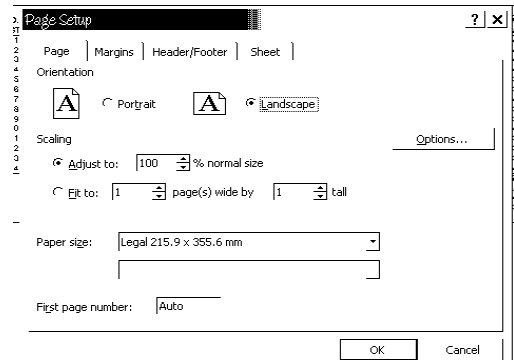 Page Setup ? x
Page Margins Header/Footer Sheet
Orientation
A Portrait A Landscape
Scaling
Options...
Adjust to: 100 % normal size
Fit to: 1 page(s) wide by 1 tall
Paper size: Legal 215.9 x 355.6 mm
First page number: Auto
OK Cancel